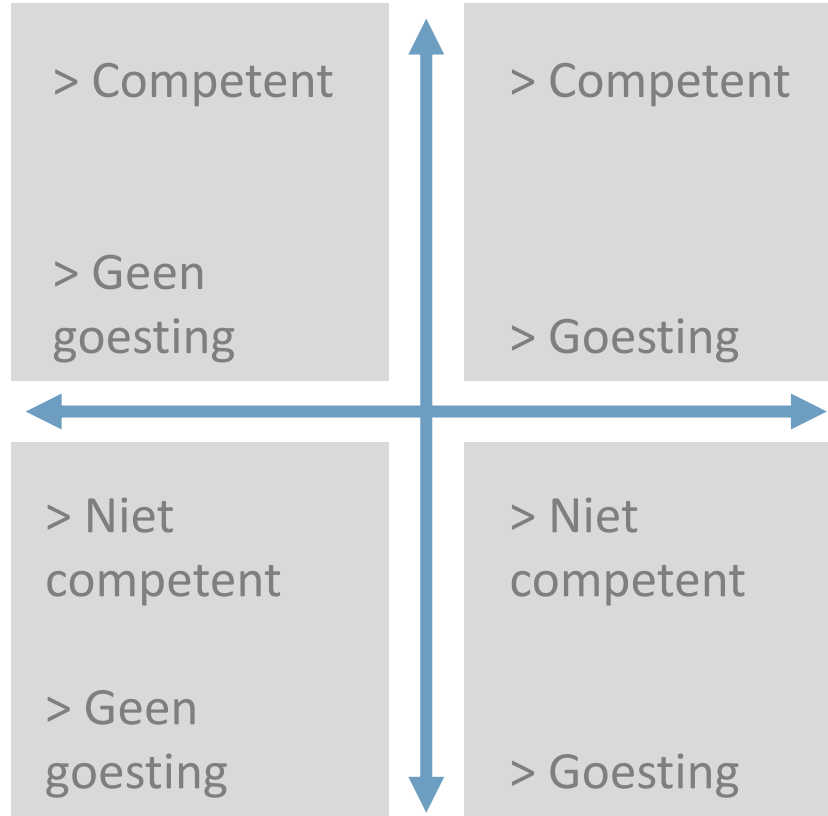 > Competent
> Geen
goesting
> Competent
> Goesting
> Niet
competent
> Geen
goesting
> Niet
competent
> Goesting